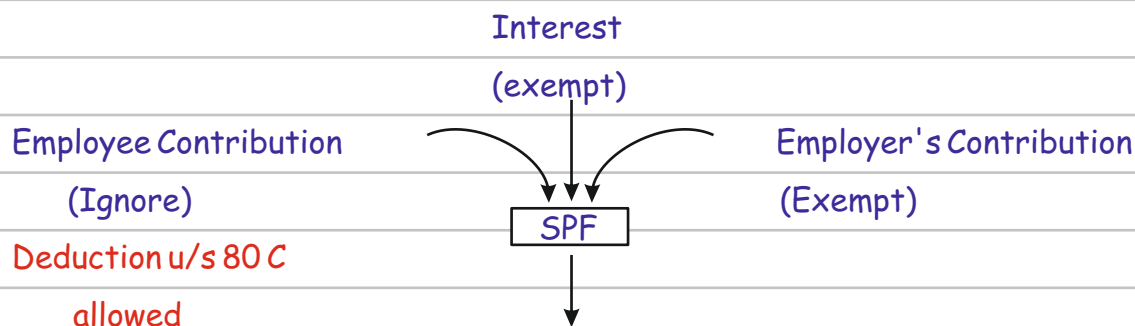 Interest
(exempt)
Employee Contribution
Employer's Contribution
(Ignore)
(Exempt)
SPF
Deduction u/s 80 C
allowed